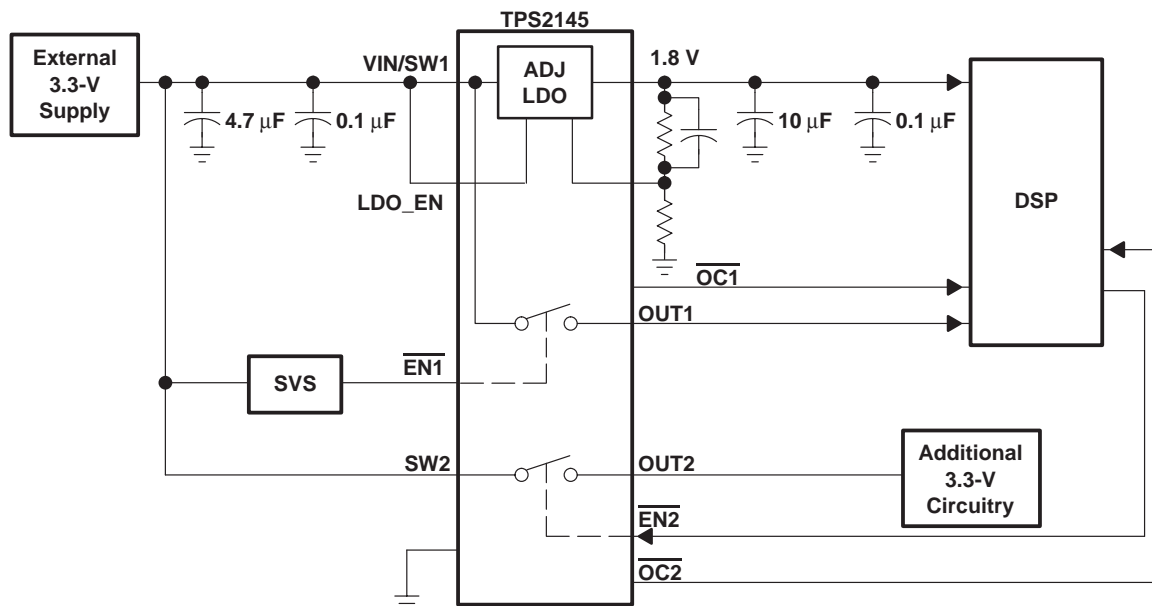 TPS2145
External
3.3-V
Supply
VIN/SW1
ADJ
LDO
1.8 V
4.7 μF
0.1 μF
10 μF
0.1 μF
LDO_EN
DSP
OC1
OUT1
EN1
SVS
SW2
OUT2
Additional
3.3-V
Circuitry
EN2
OC2